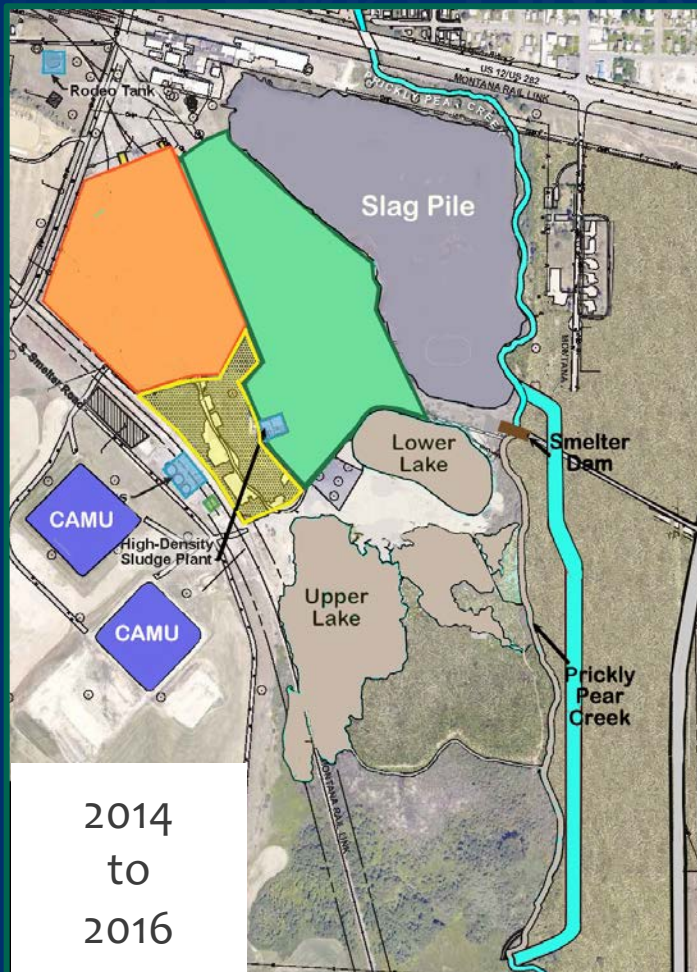 US 12/US 282
MONTANA RAIL LINK
PRICKLY PEAR CREEK
Rodeo Tank
Slag Pile
MONTANA
S. Smelter Road
Lower
Lake
Smelter
Dam
CAMU
High-Density
Sludge Plant
Upper
Lake
CAMU
Prickly
Pear
Creek
MONTANA RAIL LINK
2014
to
2016